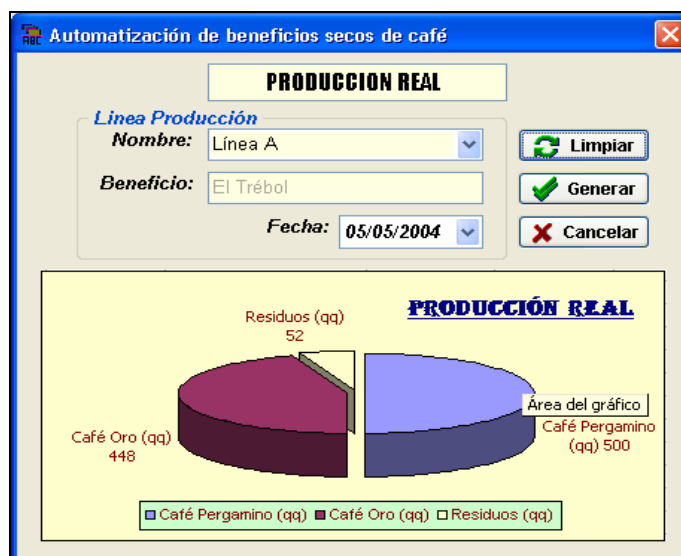 ABC
Automatización de beneficios secos de café
PRODUCCION REAL
Linea Producción
Nombre:
Línea A
Limpiar
Beneficio:
El Trébol
Generar
Fecha:
05/05/2004
Cancelar
PRODUCCIÓN REAL
Residuos (qq)
52
Área del gráfico
Café Pergamino
(qq) 500
Café Oro (qq)
448
Café Pergamino (qq) Café Oro (qq) Residuos (qq)